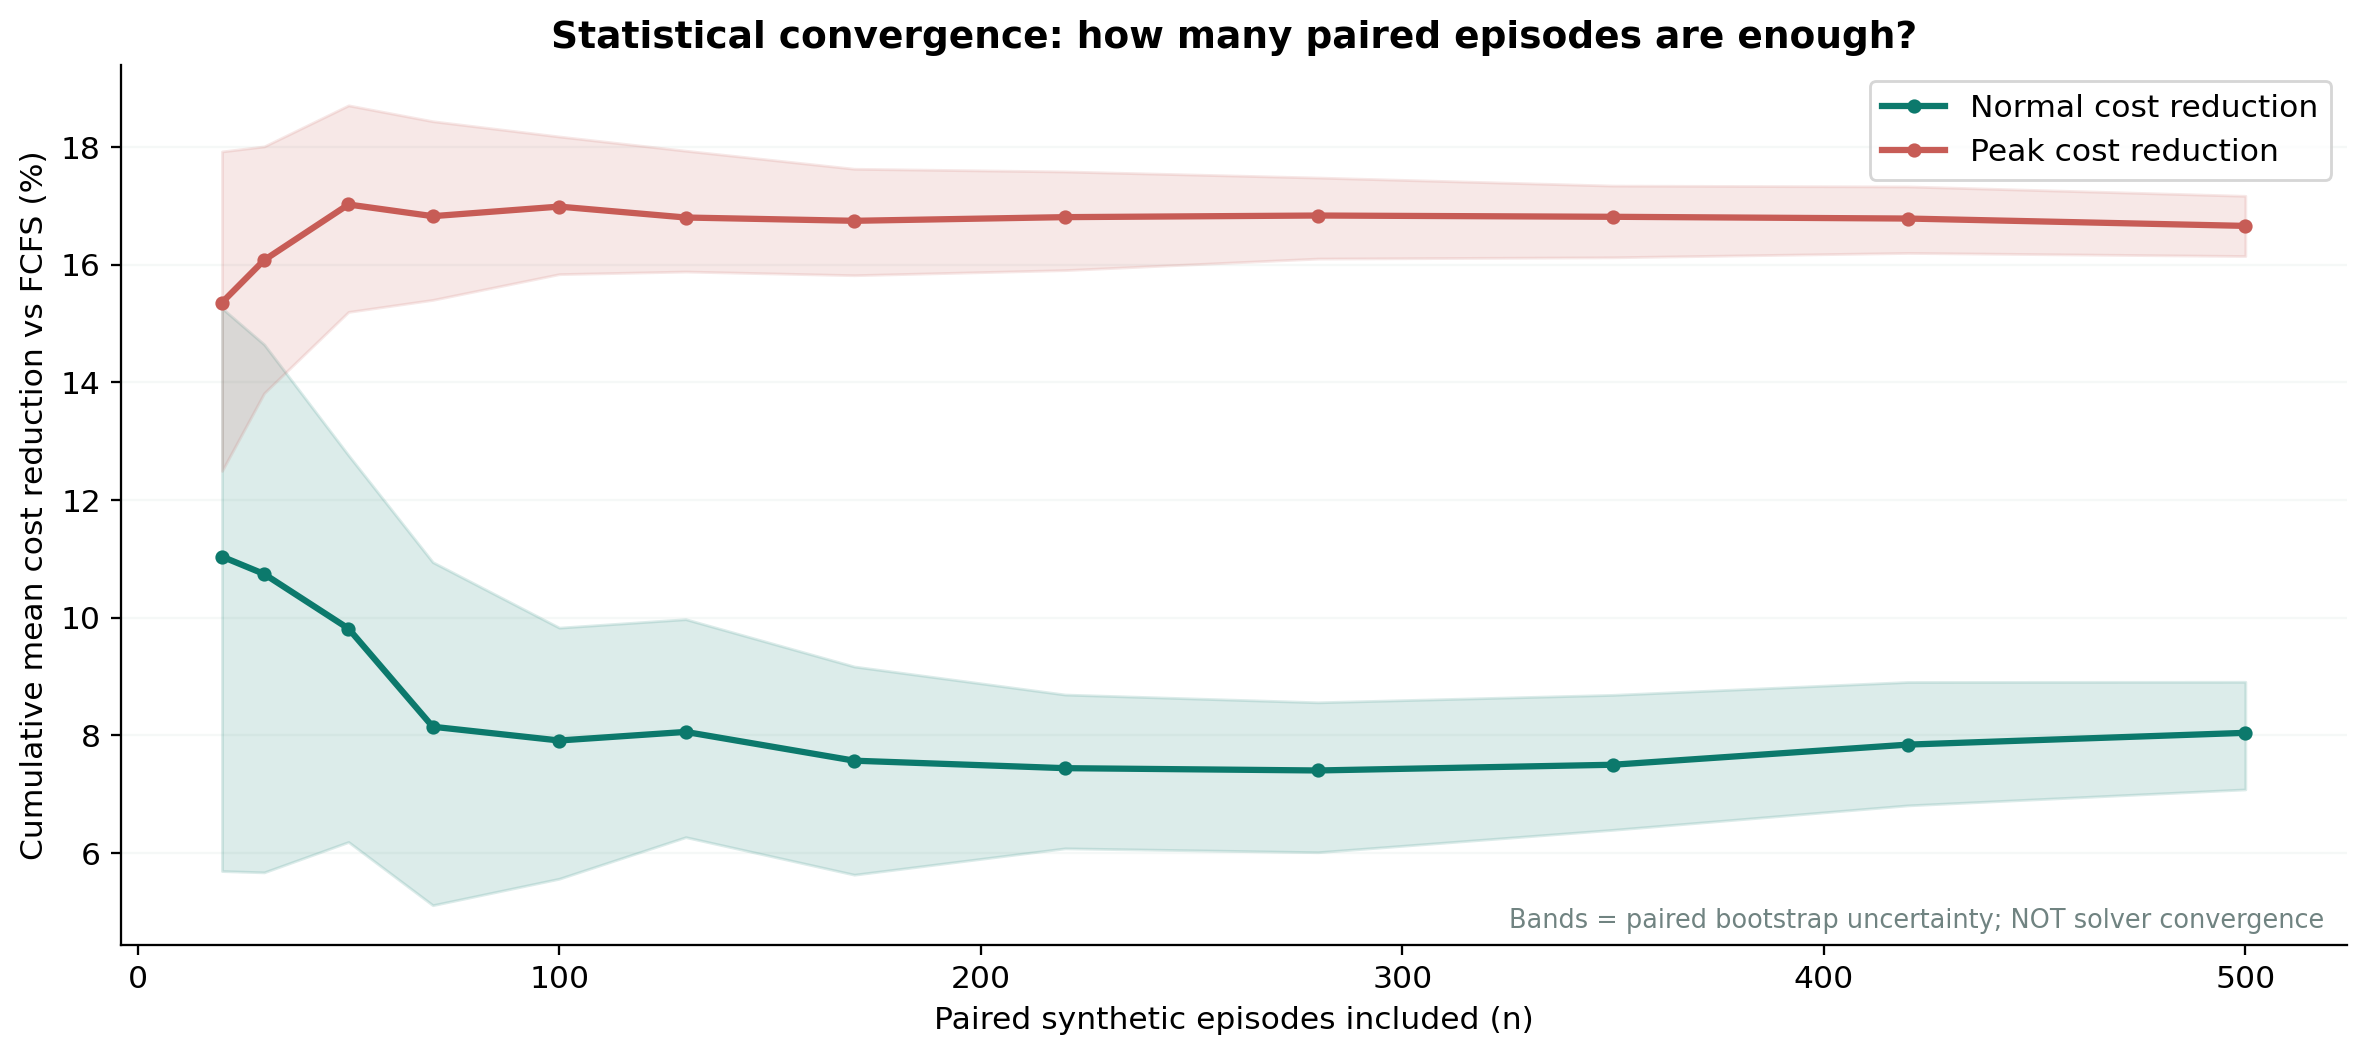 Statistical convergence: how many paired episodes are enough?
Normal cost reduction
Peak cost reduction
Cumulative mean cost reduction vs FCFS (%)
18
16
14
12
10
8
6
Bands = paired bootstrap uncertainty; NOT solver convergence
0 100 200 300 400 500
Paired synthetic episodes included (n)